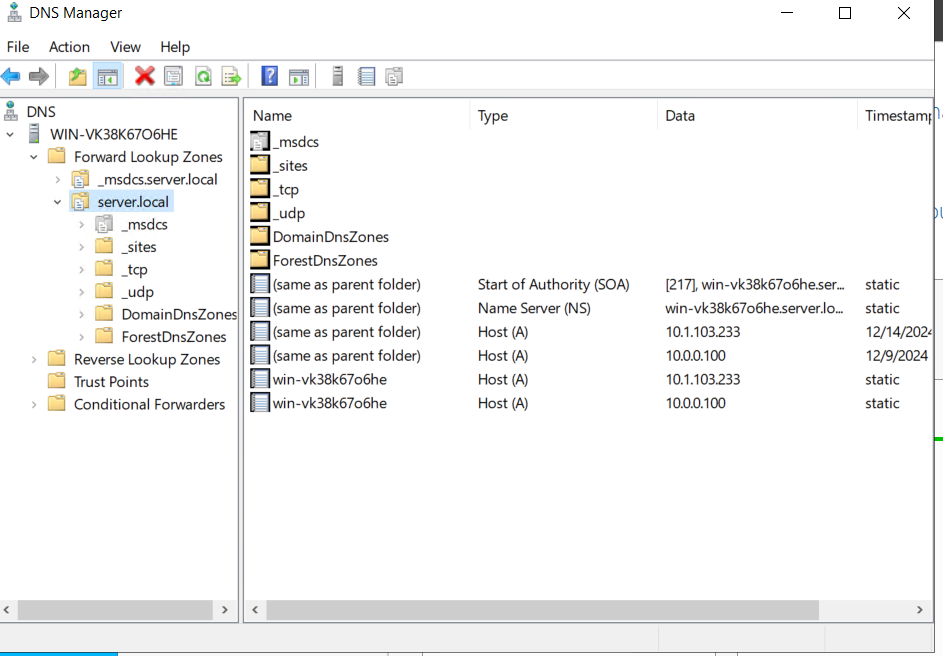 DNS Manager
File Action View Help
DNS
WIN-VK38K67O6HE
Forward Lookup Zones
_msdcs.server.local
server.local
_msdcs
_sites
_tcp
_udp
DomainDnsZones
ForestDnsZones
Reverse Lookup Zones
Trust Points
Conditional Forwarders
Name Type Data Timestamp
_msdcs
_sites
_tcp
_udp
DomainDnsZones
ForestDnsZones
(same as parent folder) Start of Authority (SOA) [217], win-vk38k67o6he.ser... static
(same as parent folder) Name Server (NS) win-vk38k67o6he.server.lo... static
(same as parent folder) Host (A) 10.1.103.233 12/14/2024
(same as parent folder) Host (A) 10.0.0.100 12/9/2024
win-vk38k67o6he Host (A) 10.1.103.233 static
win-vk38k67o6he Host (A) 10.0.0.100 static